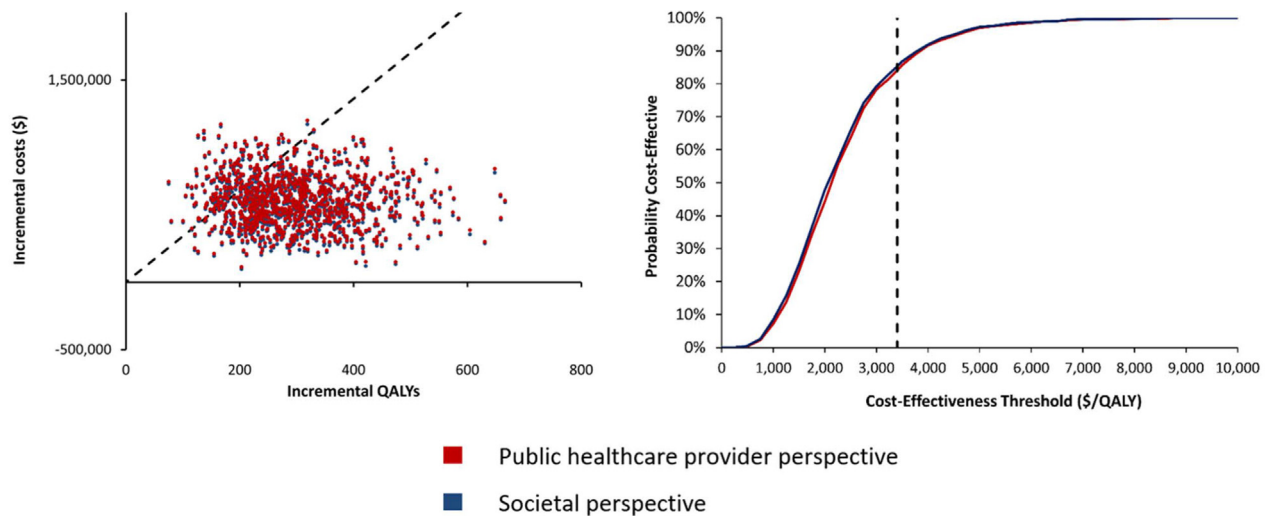 Incremental costs ($)
1,500,000
-500,000
0 200 400 600 800
Incremental QALYs
Probability Cost-Effective
100%
90%
80%
70%
60%
50%
40%
30%
20%
10%
0%
0 1,000 2,000 3,000 4,000 5,000 6,000 7,000 8,000 9,000 10,000
Cost-Effectiveness Threshold ($/QALY)
Public healthcare provider perspective
Societal perspective